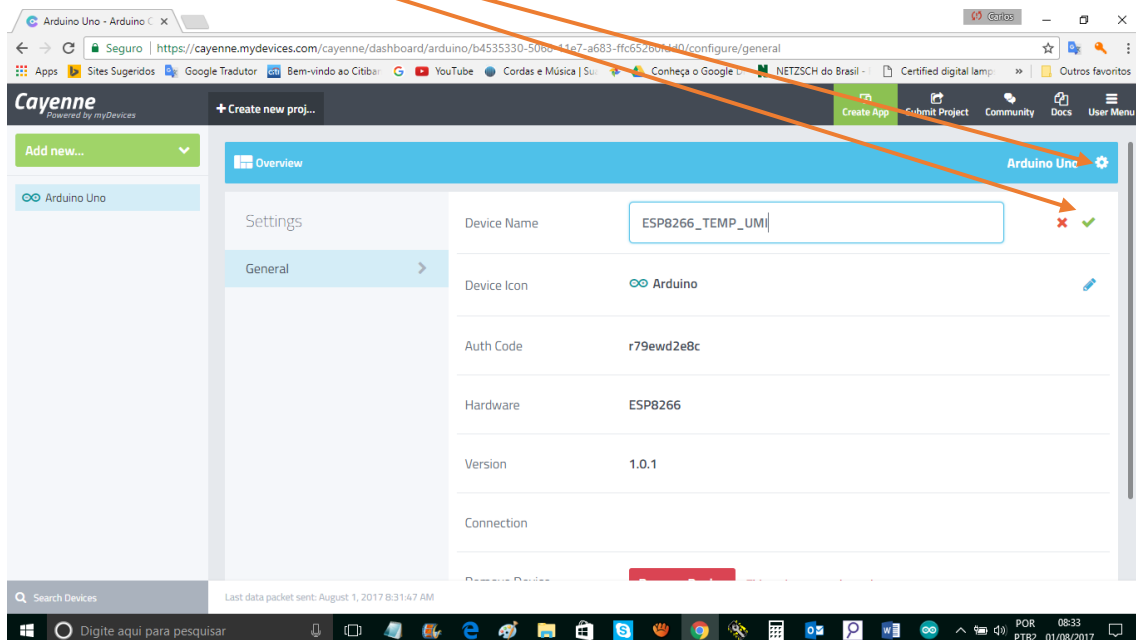 Arduino Uno - Arduino C
Carlos
Seguro | https://cayenne.mydevices.com/cayenne/dashboard/arduino/b4535330-5068-11e7-a683-ffc65260fdd0/configure/general
Apps Sites Sugeridos Google Tradutor citi Bem-vindo ao Citiban YouTube Cordas e Música | Su Conheça o Google D NETZSCH do Brasil - Certified digital lamp » Outros favoritos
Cayenne
Powered by myDevices
+ Create new proj...
Create App Submit Project Community Docs User Menu
Add new...
Overview
Arduino Uno
Arduino Uno
Settings
Device Name ESP8266_TEMP_UMI
General
Device Icon Arduino
Auth Code r79ewd2e8c
Hardware ESP8266
Version 1.0.1
Connection
Search Devices
Last data packet sent: August 1, 2017 8:31:47 AM
Digite aqui para pesquisar
POR 08:33
PTB2 01/08/2017